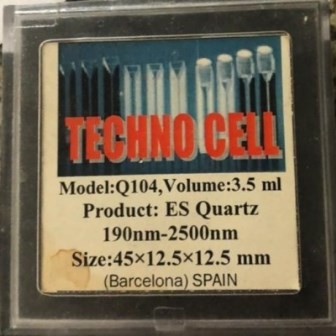 TECHNO CELL
Model:Q104,Volume:3.5 ml
Product: ES Quartz
190nm-2500nm
Size:45×12.5×12.5 mm
(Barcelona) SPAIN